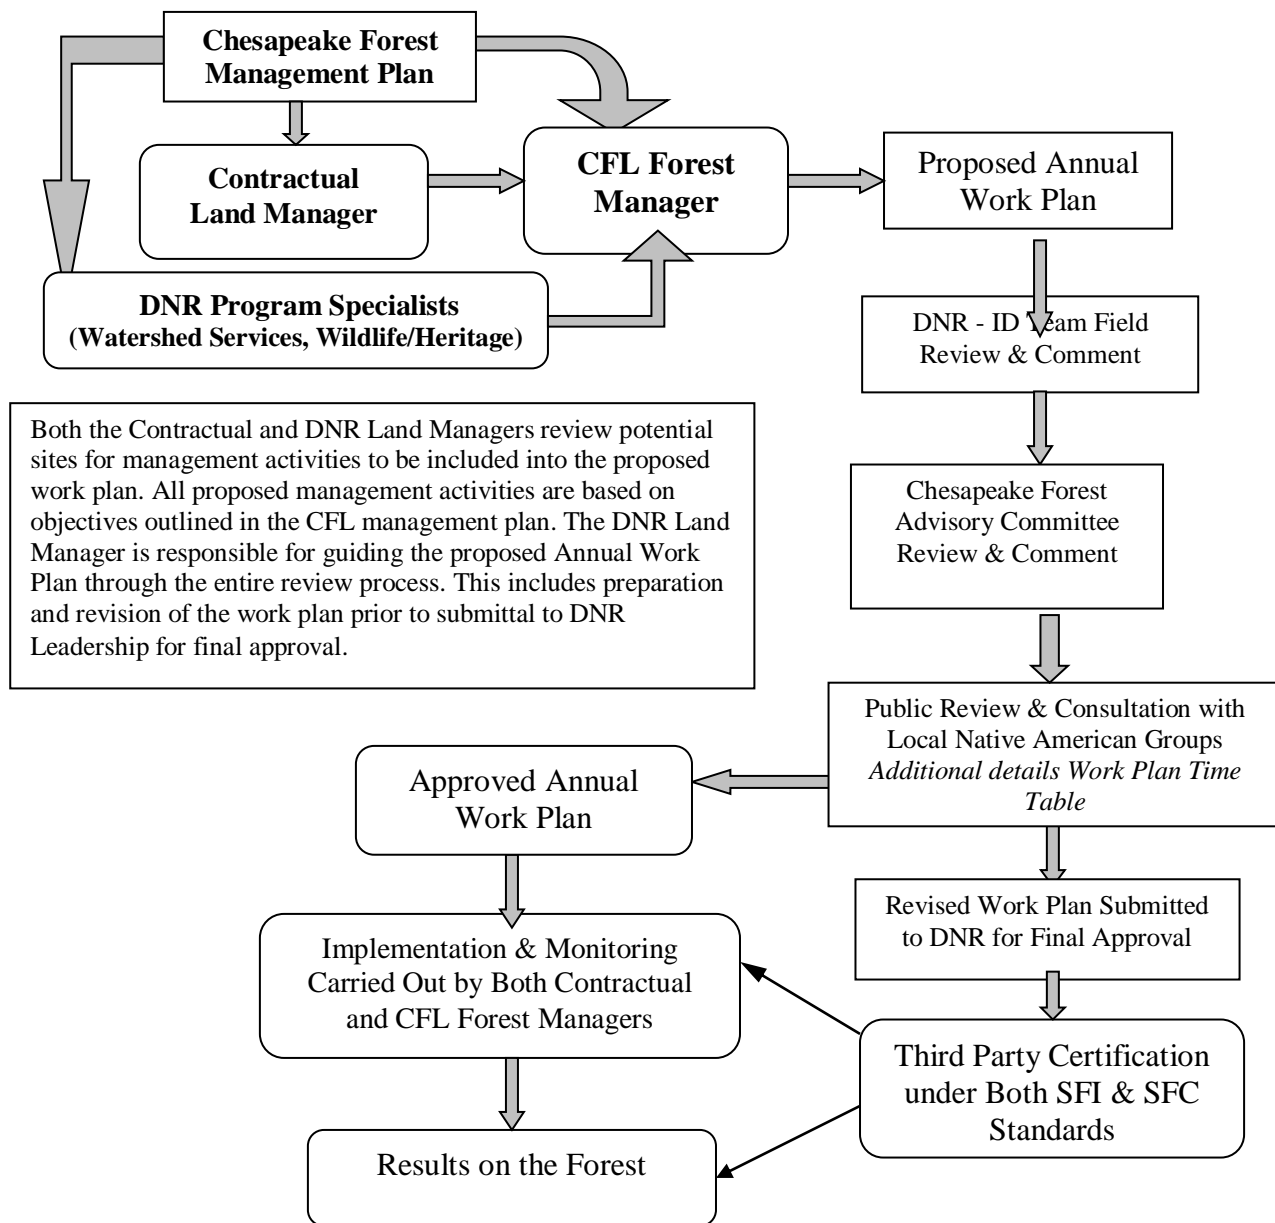 Chesapeake Forest
Management Plan
Contractual
Land Manager
CFL Forest
Manager
Proposed Annual
Work Plan
DNR Program Specialists
(Watershed Services, Wildlife/Heritage)
DNR - ID Team Field
Review & Comment
Both the Contractual and DNR Land Managers review potential
sites for management activities to be included into the proposed
work plan. All proposed management activities are based on
objectives outlined in the CFL management plan. The DNR Land
Manager is responsible for guiding the proposed Annual Work
Plan through the entire review process. This includes preparation
and revision of the work plan prior to submittal to DNR
Leadership for final approval.
Chesapeake Forest
Advisory Committee
Review & Comment
Public Review & Consultation with
Local Native American Groups
Additional details Work Plan Time
Table
Approved Annual
Work Plan
Revised Work Plan Submitted
to DNR for Final Approval
Implementation & Monitoring
Carried Out by Both Contractual
and CFL Forest Managers
Third Party Certification
under Both SFI & SFC
Standards
Results on the Forest